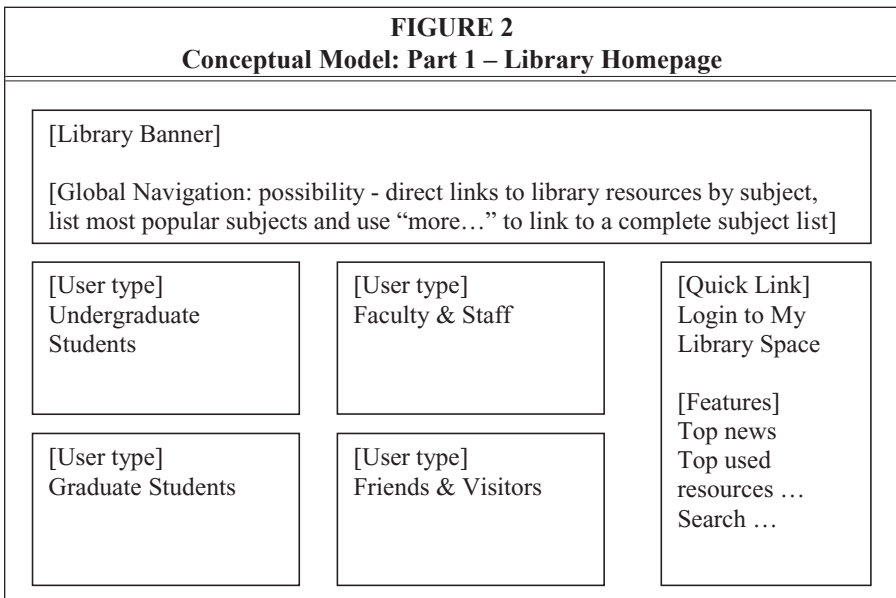 FIGURE 2
Conceptual Model: Part 1 – Library Homepage
[Library Banner]
[Global Navigation: possibility - direct links to library resources by subject,
list most popular subjects and use “more…” to link to a complete subject list]
[User type]
Undergraduate
Students
[User type]
Faculty & Staff
[User type]
Graduate Students
[User type]
Friends & Visitors
[Quick Link]
Login to My
Library Space
[Features]
Top news
Top used
resources …
Search …